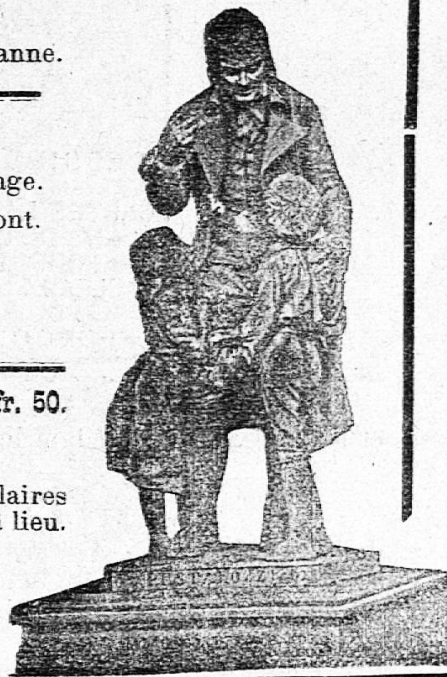 anne.
nge.
ont.
fr. 50.
laires
lieu.
PESTALOZZI